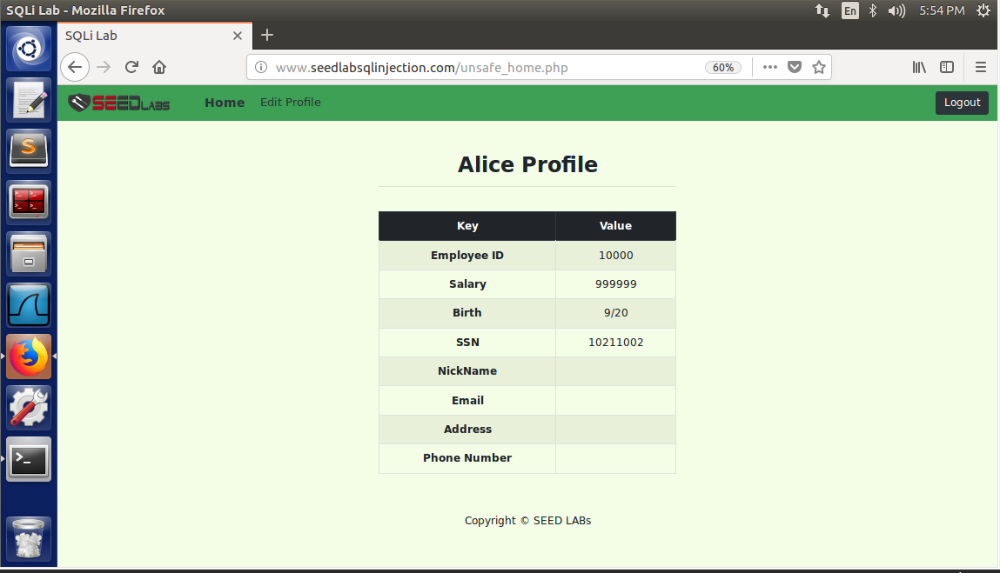 SQLi Lab - Mozilla Firefox
En
5:54 PM
SQLi Lab
www.seedlabsqlinjection.com/unsafe_home.php
60%
SEEDLABS
Home
Edit Profile
Logout
Alice Profile
Key Value
Employee ID 10000
Salary 999999
Birth 9/20
SSN 10211002
NickName
Email
Address
Phone Number
Copyright © SEED LABs